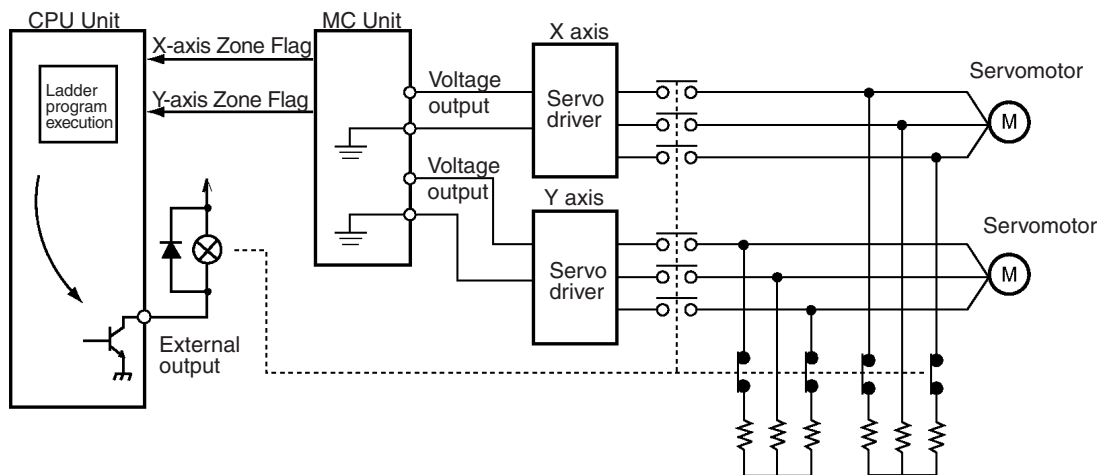 CPU Unit
MC Unit
X-axis Zone Flag
Y-axis Zone Flag
Ladder
program
execution
External
output
Voltage
output
Voltage
output
X axis
Servo
driver
Y axis
Servo
driver
Servomotor
M
Servomotor
M